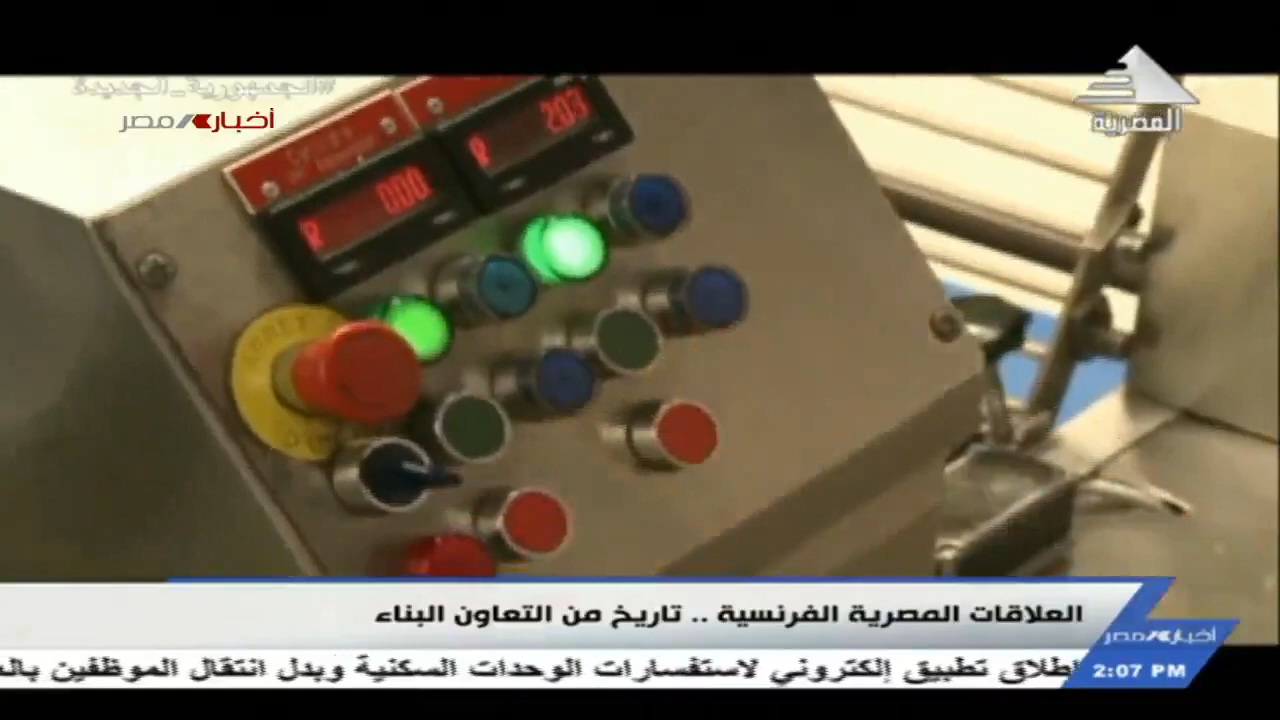 #الجمهورية_الجديدة
أخبار//مصر
المصرية
203
000
العلاقات المصرية الفرنسية .. تاريخ من التعاون البناء
أخبار//مصر
إطلاق تطبيق إلكتروني لاستفسارات الوحدات السكنية وبدل انتقال الموظفين
2:07 PM